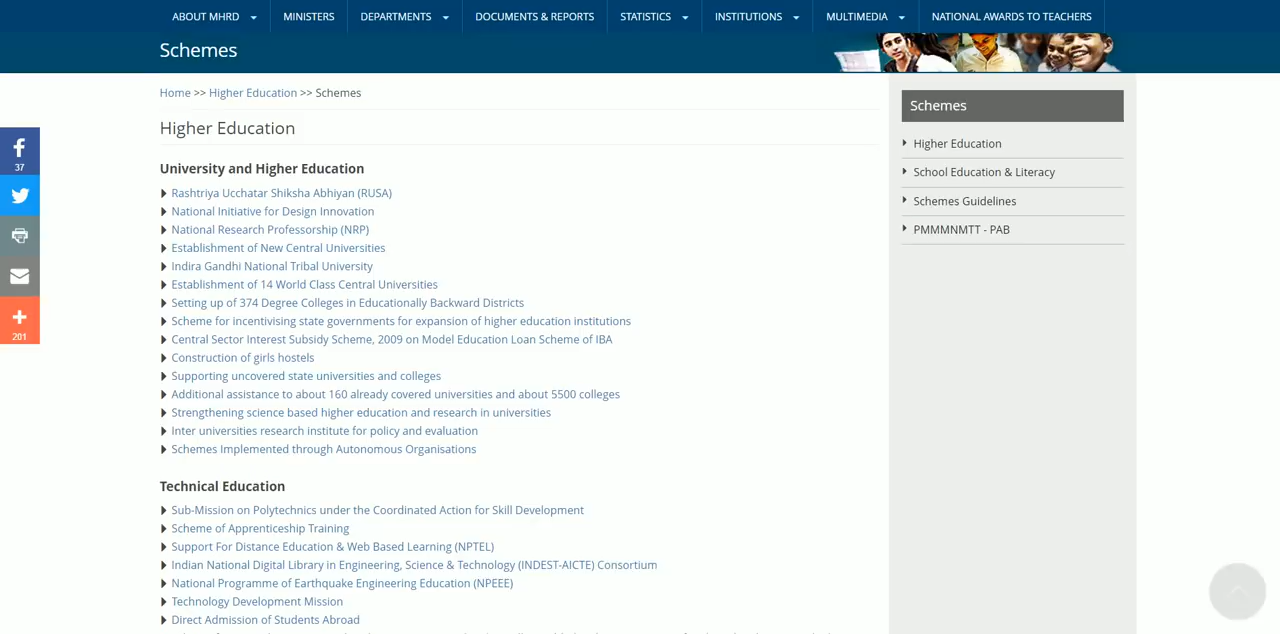 ABOUT MHRD MINISTERS DEPARTMENTS DOCUMENTS & REPORTS STATISTICS INSTITUTIONS MULTIMEDIA NATIONAL AWARDS TO TEACHERS
Schemes
Home >> Higher Education >> Schemes
Higher Education
University and Higher Education
Rashtriya Ucchatar Shiksha Abhiyan (RUSA)
National Initiative for Design Innovation
National Research Professorship (NRP)
Establishment of New Central Universities
Indira Gandhi National Tribal University
Establishment of 14 World Class Central Universities
Setting up of 374 Degree Colleges in Educationally Backward Districts
Scheme for incentivising state governments for expansion of higher education institutions
Central Sector Interest Subsidy Scheme, 2009 on Model Education Loan Scheme of IBA
Construction of girls hostels
Supporting uncovered state universities and colleges
Additional assistance to about 160 already covered universities and about 5500 colleges
Strengthening science based higher education and research in universities
Inter universities research institute for policy and evaluation
Schemes Implemented through Autonomous Organisations
Technical Education
Sub-Mission on Polytechnics under the Coordinated Action for Skill Development
Scheme of Apprenticeship Training
Support For Distance Education & Web Based Learning (NPTEL)
Indian National Digital Library in Engineering, Science & Technology (INDEST-AICTE) Consortium
National Programme of Earthquake Engineering Education (NPEEE)
Technology Development Mission
Direct Admission of Students Abroad
Schemes
Higher Education
School Education & Literacy
Schemes Guidelines
PMMMNMTT - PAB
37
201